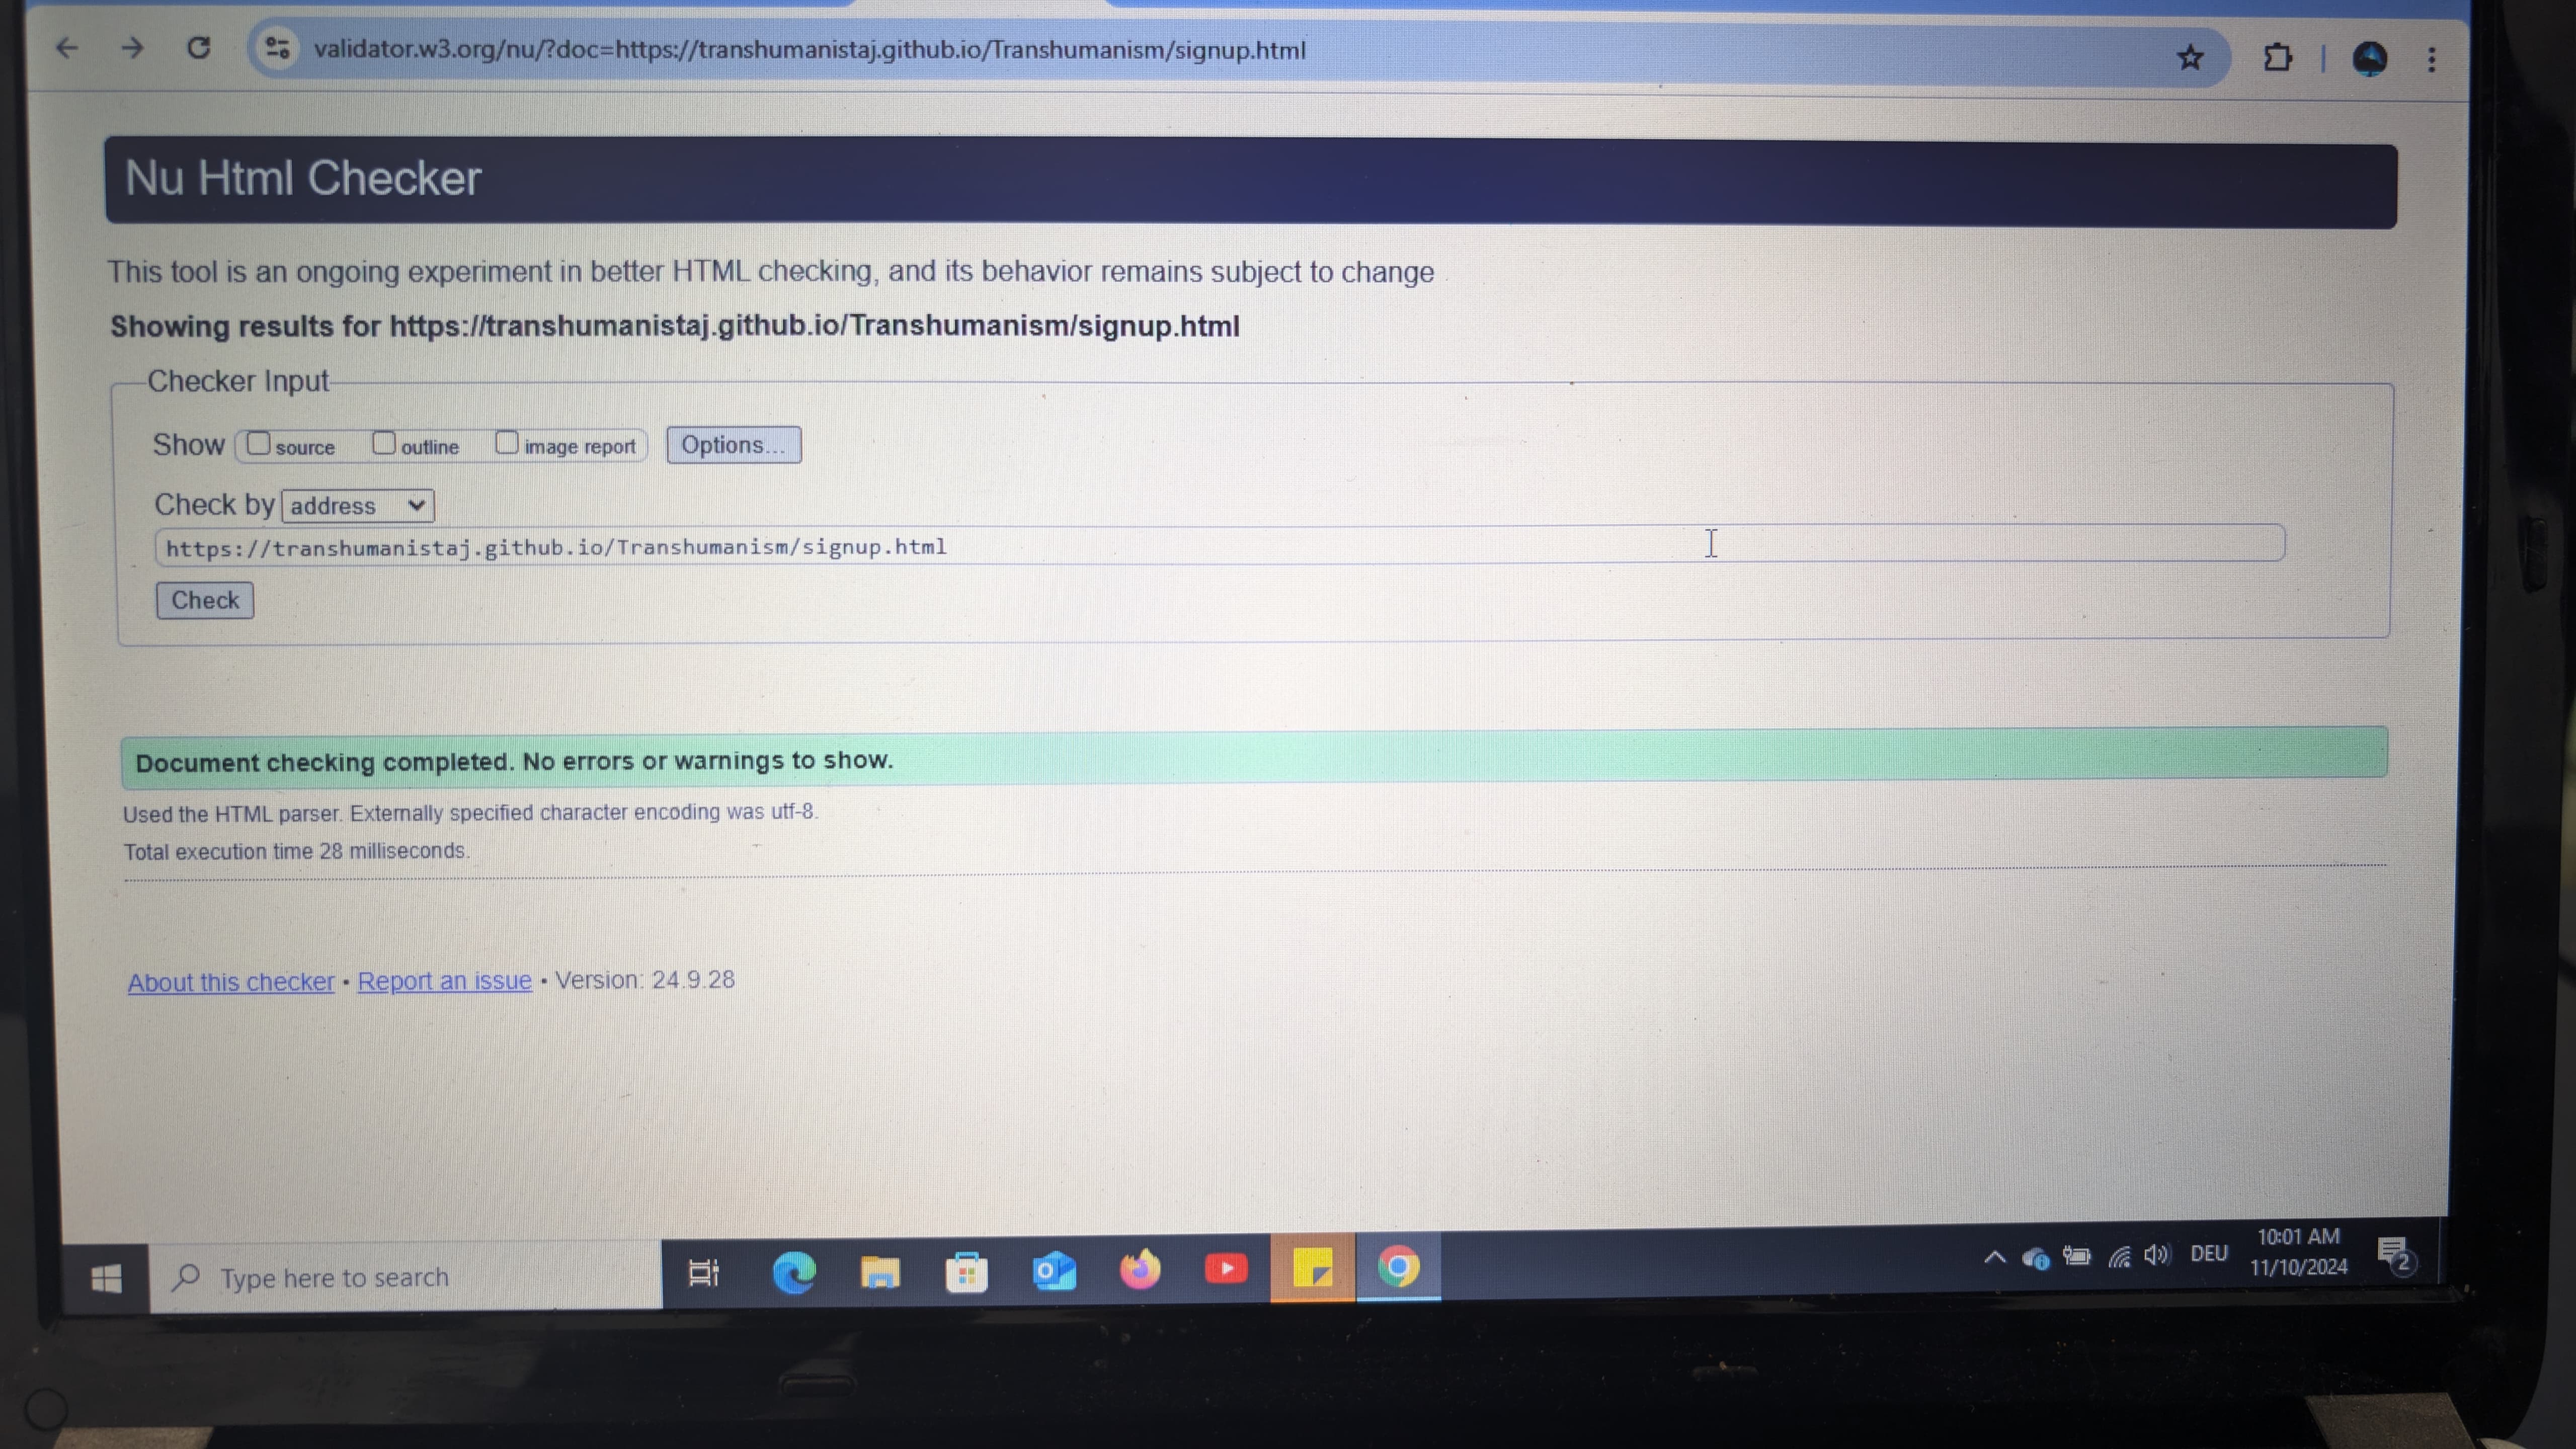 validator.w3.org/nu/?doc=https://transhumanistaj.github.io/Transhumanism/signup.html
Nu Html Checker
This tool is an ongoing experiment in better HTML checking, and its behavior remains subject to change
Showing results for https://transhumanistaj.github.io/Transhumanism/signup.html
Checker Input
Show source outline image report Options...
Check by address
https://transhumanistaj.github.io/Transhumanism/signup.html
Check
Document checking completed. No errors or warnings to show.
Used the HTML parser. Externally specified character encoding was utf-8.
Total execution time 28 milliseconds.
About this checker • Report an issue • Version: 24.9.28
Type here to search
DEU
10:01 AM
11/10/2024
2